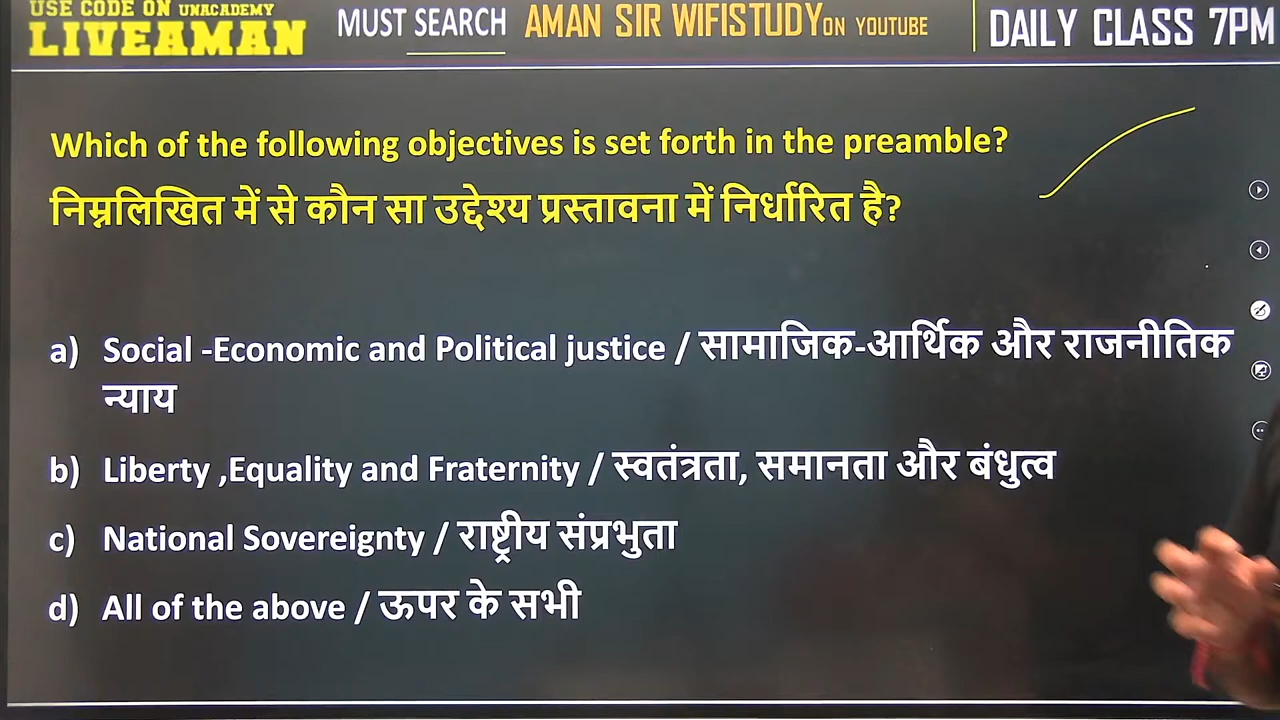 USE CODE ON UNACADEMY
LIVEAMAN
MUST SEARCH AMAN SIR WIFISTUDY ON YOUTUBE
DAILY CLASS 7PM
Which of the following objectives is set forth in the preamble?
निम्नलिखित में से कौन सा उद्देश्य प्रस्तावना में निर्धारित है?
a) Social -Economic and Political justice / सामाजिक-आर्थिक और राजनीतिक
न्याय
b) Liberty ,Equality and Fraternity / स्वतंत्रता, समानता और बंधुत्व
c) National Sovereignty / राष्ट्रीय संप्रभुता
d) All of the above / ऊपर के सभी